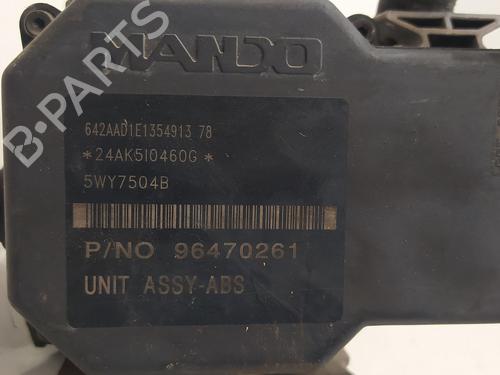 MANDO
642AAD1E1354913 78
*24AK5I0460G*
5WY7504B
P/NO 96470261
UNIT ASSY-ABS
B-PARTS